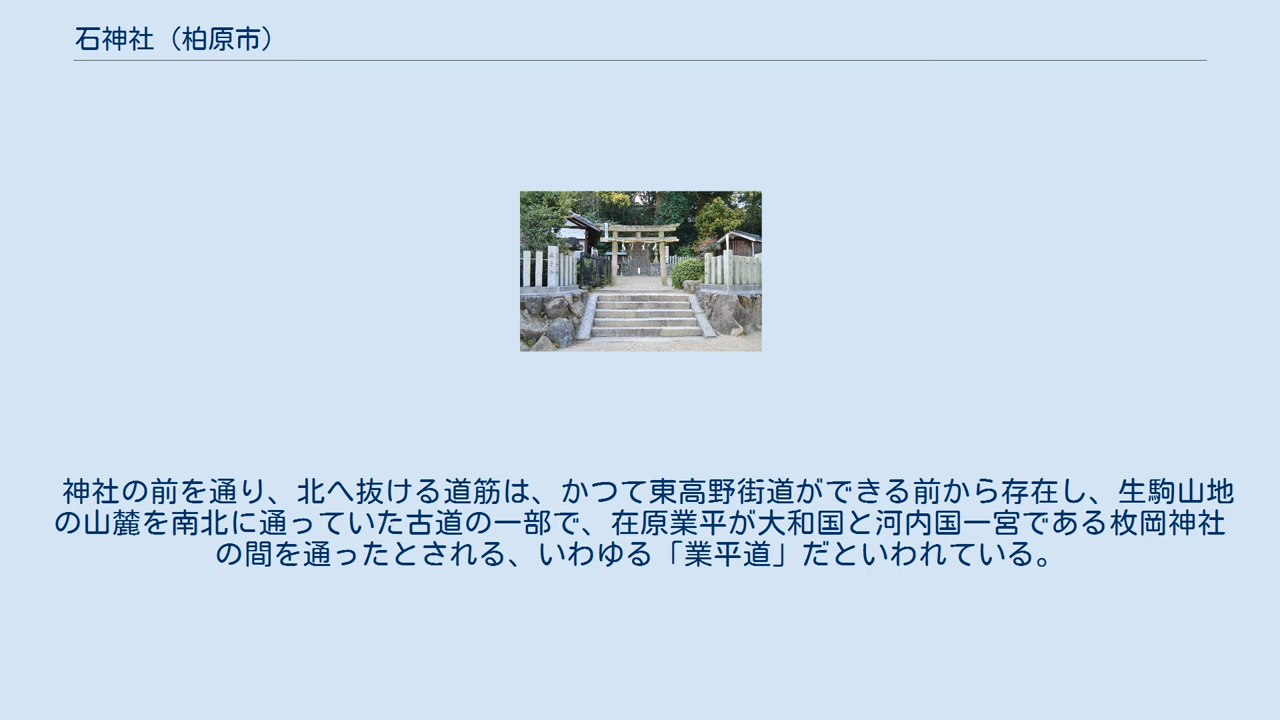 石神社（柏原市）
神社の前を通り、北へ抜ける道筋は、かつて東高野街道ができる前から存在し、生駒山地
の山麓を南北に通っていた古道の一部で、在原業平が大和国と河内国一宮である枚岡神社
の間を通ったとされる、いわゆる「業平道」だといわれている。